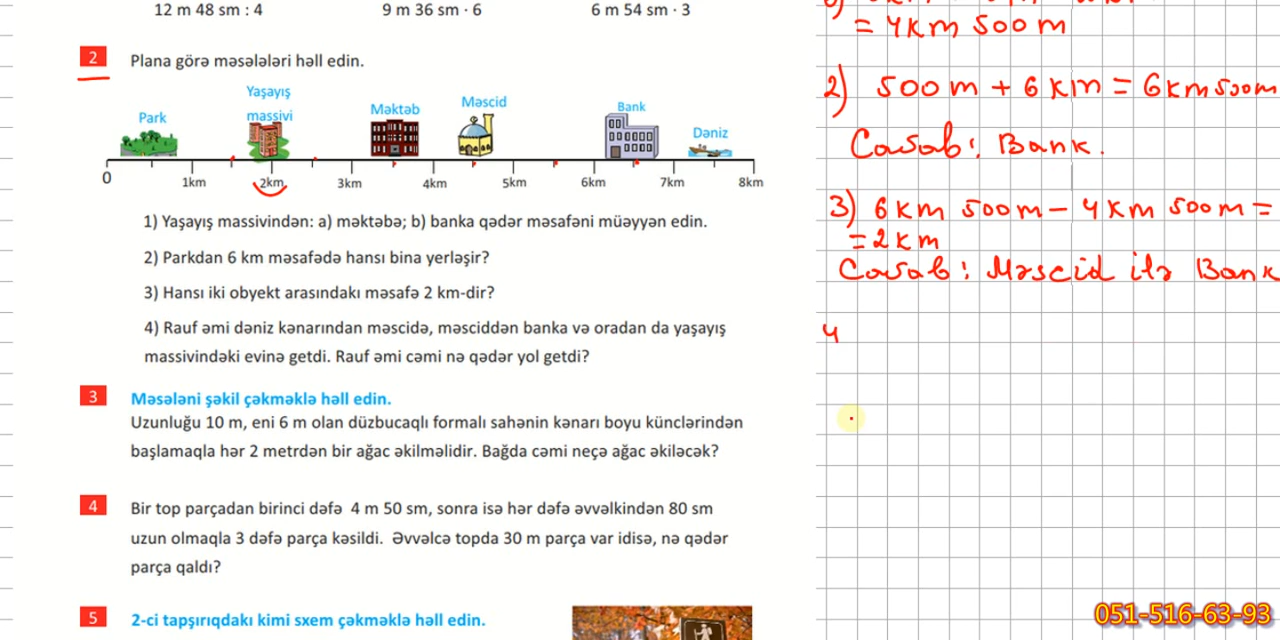 12 m 48 sm : 4
9 m 36 sm · 6
6 m 54 sm · 3
2
Plana görə məsələləri həll edin.
Park
Yaşayış
massivi
Məktəb
Məscid
Bank
Dəniz
0
1km
2km
3km
4km
5km
6km
7km
8km
1) Yaşayış massivindən: a) məktəbə; b) banka qədər məsafəni müəyyən edin.
2) Parkdan 6 km məsafədə hansı bina yerləşir?
3) Hansı iki obyekt arasındakı məsafə 2 km-dir?
4) Rauf əmi dəniz kənarından məscidə, məsciddən banka və oradan da yaşayış
massivindəki evinə getdi. Rauf əmi cəmi nə qədər yol getdi?
3
Məsələni şəkil çəkməklə həll edin.
Uzunluğu 10 m, eni 6 m olan düzbucaqlı formalı sahənin kənarı boyu künclərindən
başlamaqla hər 2 metrdən bir ağac əkilməlidir. Bağda cəmi neçə ağac əkiləcək?
4
Bir top parçadan birinci dəfə 4 m 50 sm, sonra isə hər dəfə əvvəlkindən 80 sm
uzun olmaqla 3 dəfə parça kəsildi. Əvvəlcə topda 30 m parça var idisə, nə qədər
parça qaldı?
5
2-ci tapşırıqdakı kimi sxem çəkməklə həll edin.
= 4km 500m
2) 500m + 6km = 6km 500m
Cavab: Bank.
3) 6km 500m - 4km 500m =
= 2km
Cavab: Məscid ilə Bank
4
051-516-63-93